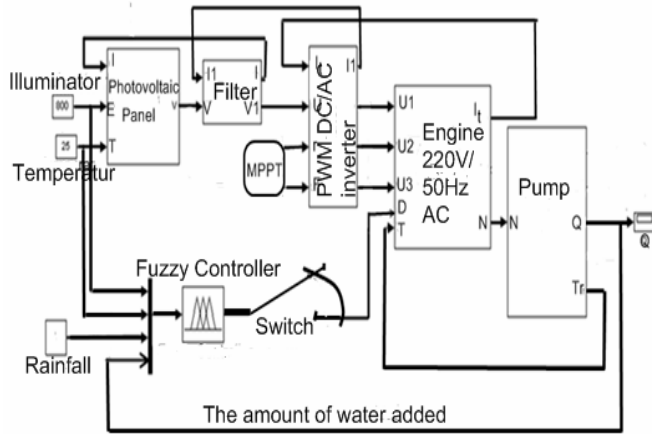 Illuminator
800
25
Temperatur
I
E
T
Photovoltaic
Panel
v
I1
I
V
Filter
V1
I
I1
PWM DC/AC
inverter
MPPT
U1
U2
U3
D
T
Engine
220V/
50Hz
AC
It
N
N
Pump
Q
Tr
Q
Fuzzy Controller
Switch
Rainfall
The amount of water added